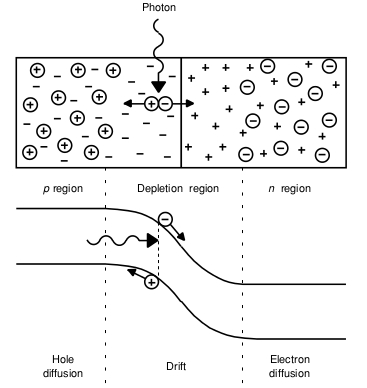 Photon
p region
Depletion region
n region
Hole
diffusion
Drift
Electron
diffusion